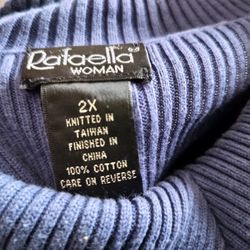 Rafaella
WOMAN
2X
KNITTED IN
TAIWAN
FINISHED IN
CHINA
100% COTTON
CARE ON REVERSE